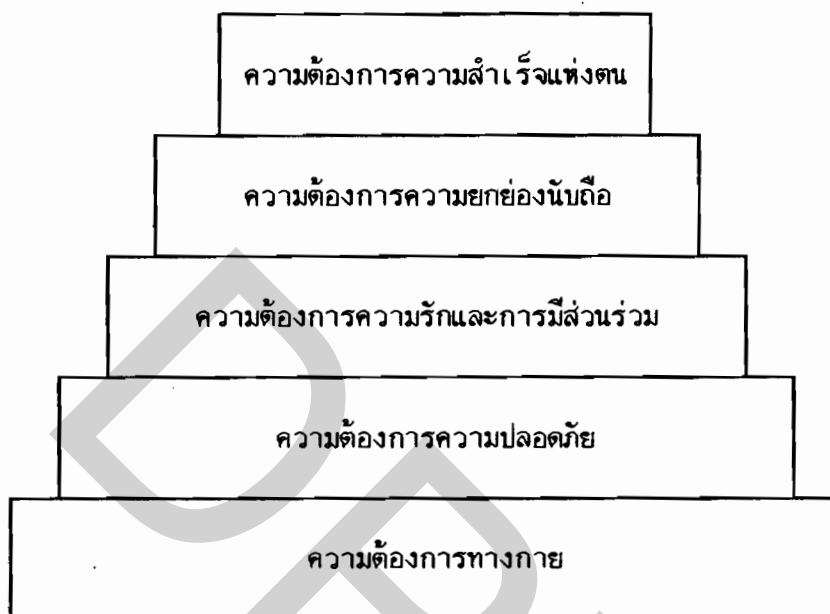 ความต้องการความสำเร็จแห่งตน
ความต้องการความยกย่องนับถือ
ความต้องการความรักและการมีส่วนร่วม
ความต้องการความปลอดภัย
ความต้องการทางกาย